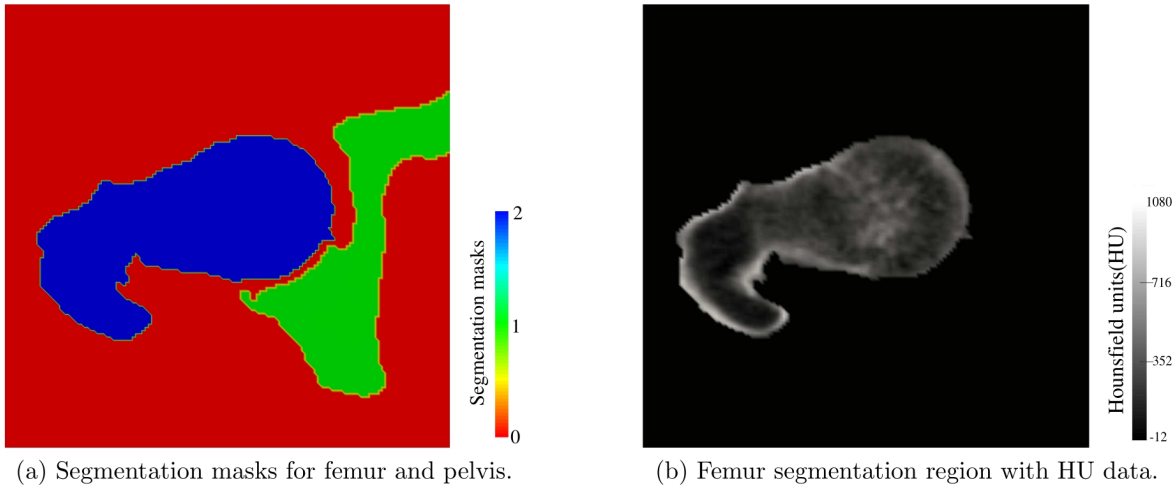 Segmentation masks
2
1
0
Hounsfield units(HU)
1080
716
352
-12
(a) Segmentation masks for femur and pelvis.
(b) Femur segmentation region with HU data.